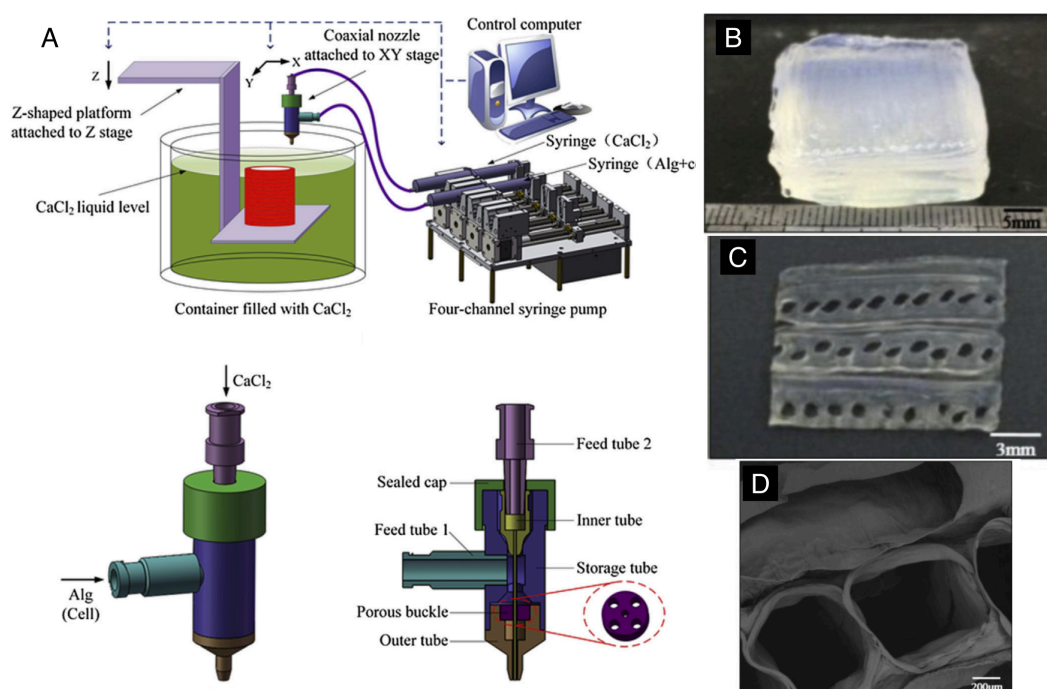 A
Coaxial nozzle
attached to XY stage
Control computer
Z
X
Y
Z-shaped platform
attached to Z stage
Syringe（CaCl₂）
Syringe（Alg+c
CaCl₂ liquid level
Container filled with CaCl₂
Four-channel syringe pump
CaCl₂
Alg
(Cell)
Feed tube 2
Sealed cap
Inner tube
Feed tube 1
Storage tube
Porous buckle
Outer tube
B
5mm
C
3mm
D
200um